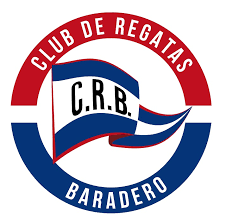 CLUB DE REGATAS
C.R.B.
BARADERO